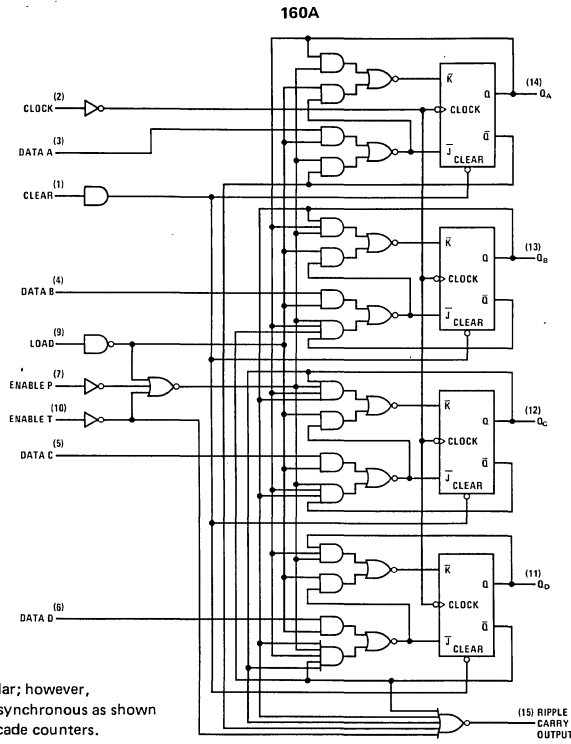 160A
(2)
CLOCK
(3)
DATA A
(1)
CLEAR
(4)
DATA B
(9)
LOAD
(7)
ENABLE P
(10)
ENABLE T
(5)
DATA C
(6)
DATA D
K̅
Q
(14)
QA
CLOCK
Q̅
J̅
CLEAR
K̅
Q
(13)
QB
CLOCK
Q̅
J̅
CLEAR
K̅
Q
(12)
QC
CLOCK
Q̅
J̅
CLEAR
K̅
Q
(11)
QD
CLOCK
Q̅
J̅
CLEAR
lar; however,
synchronous as shown
cade counters.
(15) RIPPLE
CARRY
OUTPUT